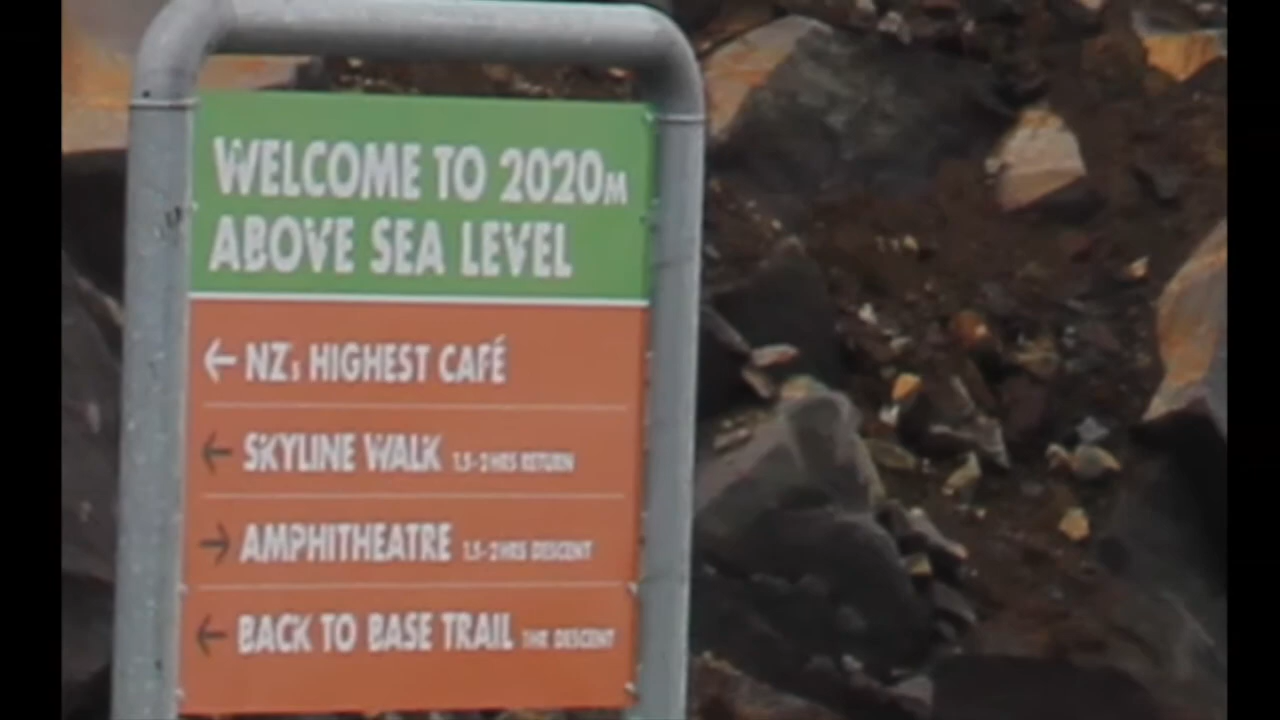 WELCOME TO 2020M
ABOVE SEA LEVEL
← NZs HIGHEST CAFÉ
← SKYLINE WALK 1.5-2HRS RETURN
→ AMPHITHEATRE 1.5-2HRS DESCENT
← BACK TO BASE TRAIL 1HR DESCENT